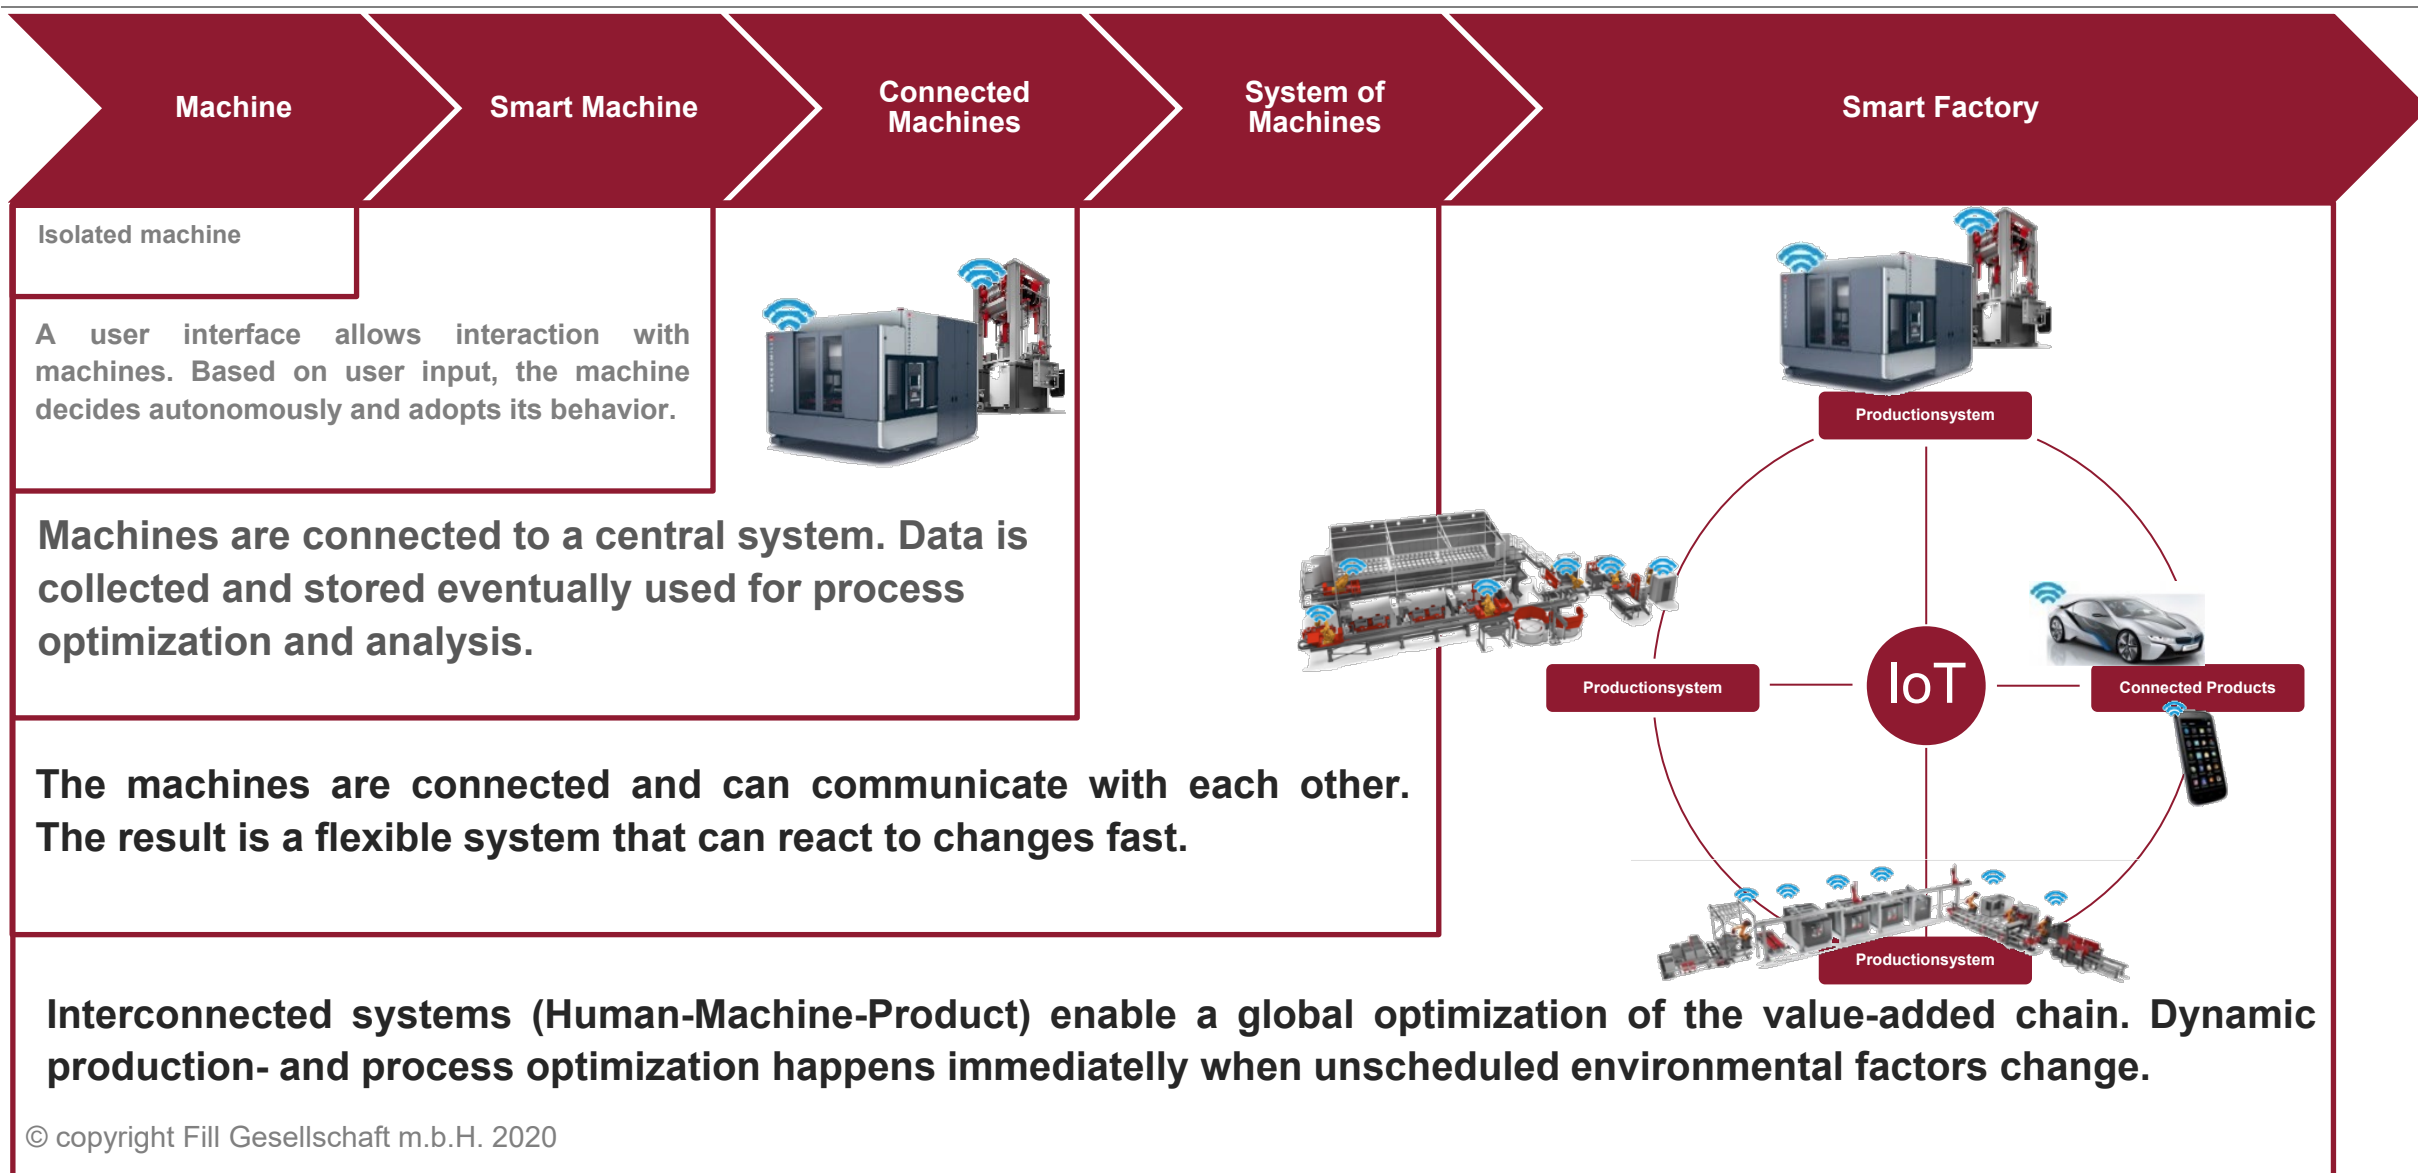 Machine
Smart Machine
Connected
Machines
System of
Machines
Smart Factory
Isolated machine
A user interface allows interaction with
machines. Based on user input, the machine
decides autonomously and adopts its behavior.
Machines are connected to a central system. Data is
collected and stored eventually used for process
optimization and analysis.
The machines are connected and can communicate with each other.
The result is a flexible system that can react to changes fast.
Productionsystem
Productionsystem
IoT
Connected Products
Productionsystem
Interconnected systems (Human-Machine-Product) enable a global optimization of the value-added chain. Dynamic
production- and process optimization happens immediatelly when unscheduled environmental factors change.
© copyright Fill Gesellschaft m.b.H. 2020